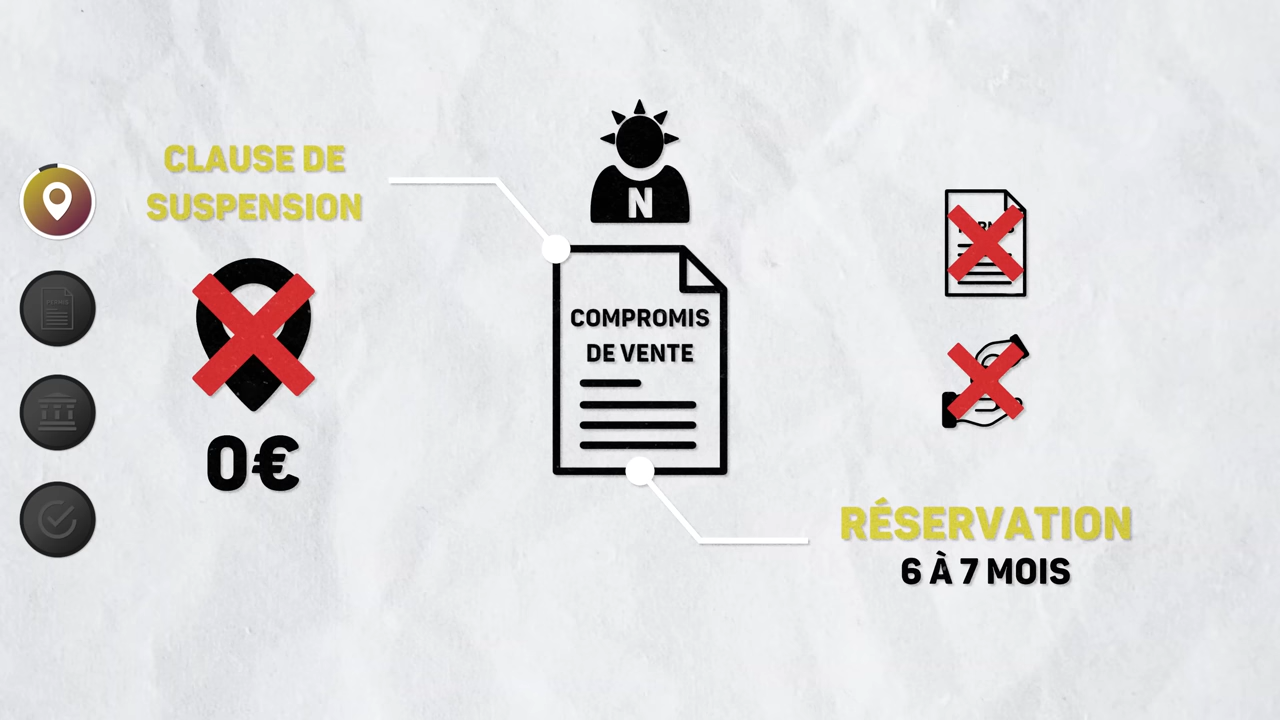 CLAUSE DE
SUSPENSION
0€
N
COMPROMIS
DE VENTE
RÉSERVATION
6 À 7 MOIS